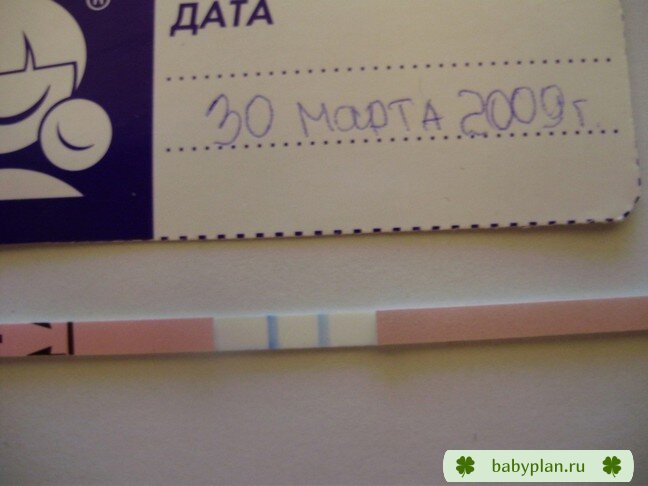 ®
ДАТА
30 марта 2009г.
babyplan.ru